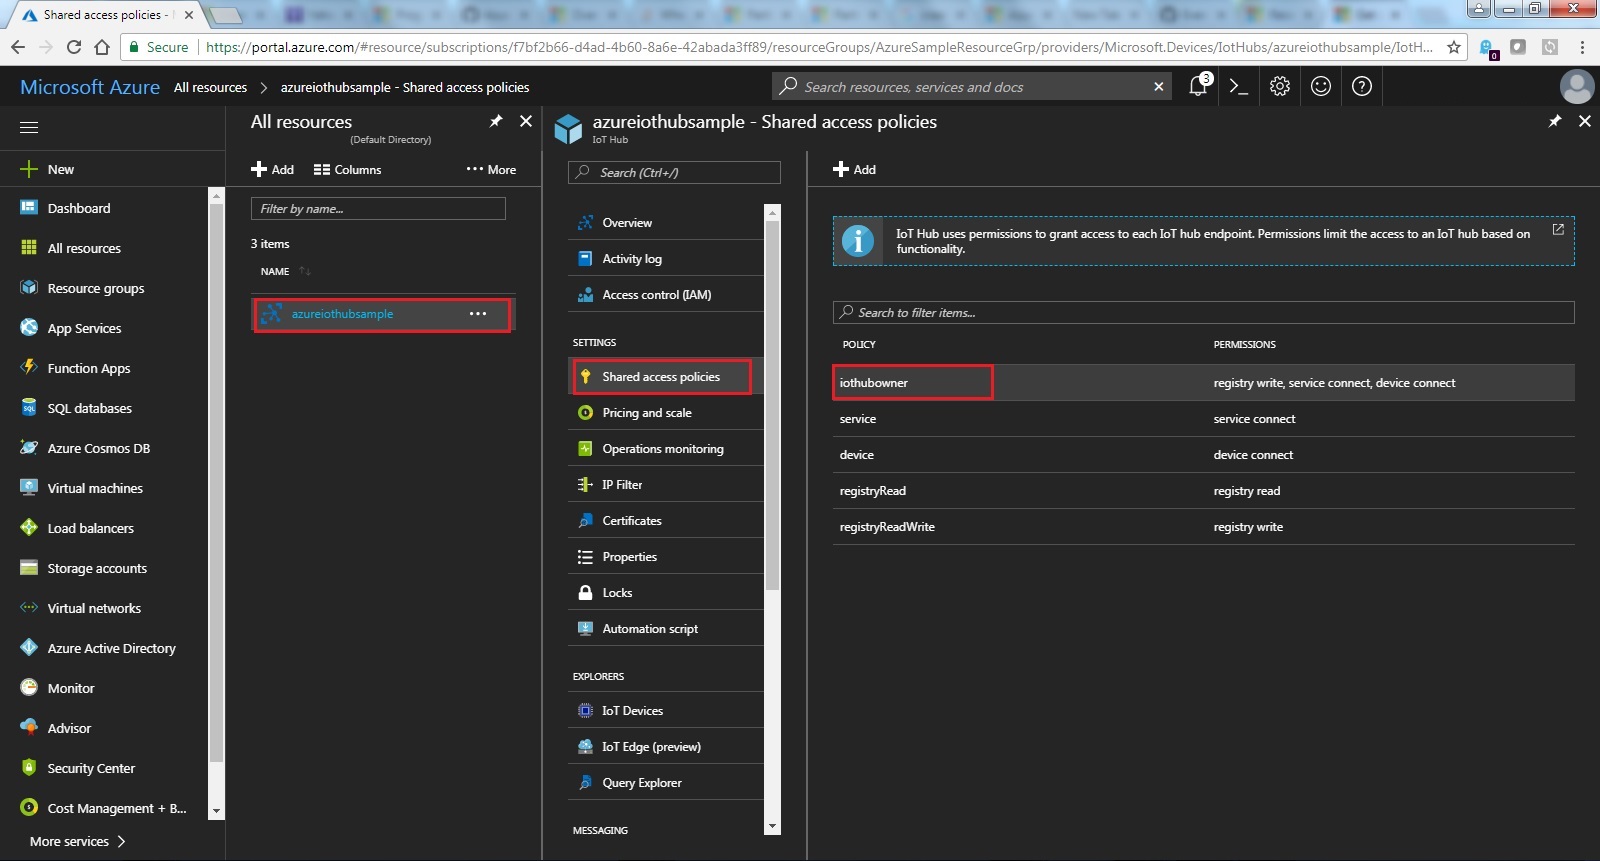 Shared access policies -
Secure
https://portal.azure.com/#resource/subscriptions/f7bf2b66-d4ad-4b60-8a6e-42abada3ff89/resourceGroups/AzureSampleResourceGrp/providers/Microsoft.Devices/IotHubs/azureiothubsample/IotH...
0
Microsoft Azure All resources > azureiothubsample - Shared access policies
Search resources, services and docs
3
New
Dashboard
All resources
Resource groups
App Services
Function Apps
SQL databases
Azure Cosmos DB
Virtual machines
Load balancers
Storage accounts
Virtual networks
Azure Active Directory
Monitor
Advisor
Security Center
Cost Management + B...
More services
All resources
(Default Directory)
Add Columns More
Filter by name...
3 items
NAME
azureiothubsample
azureiothubsample - Shared access policies
IoT Hub
Search (Ctrl+/)
Overview
Activity log
Access control (IAM)
SETTINGS
Shared access policies
Pricing and scale
Operations monitoring
IP Filter
Certificates
Properties
Locks
Automation script
EXPLORERS
IoT Devices
IoT Edge (preview)
Query Explorer
MESSAGING
Add
IoT Hub uses permissions to grant access to each IoT hub endpoint. Permissions limit the access to an IoT hub based on
functionality.
Search to filter items...
POLICY PERMISSIONS
iothubowner registry write, service connect, device connect
service service connect
device device connect
registryRead registry read
registryReadWrite registry write